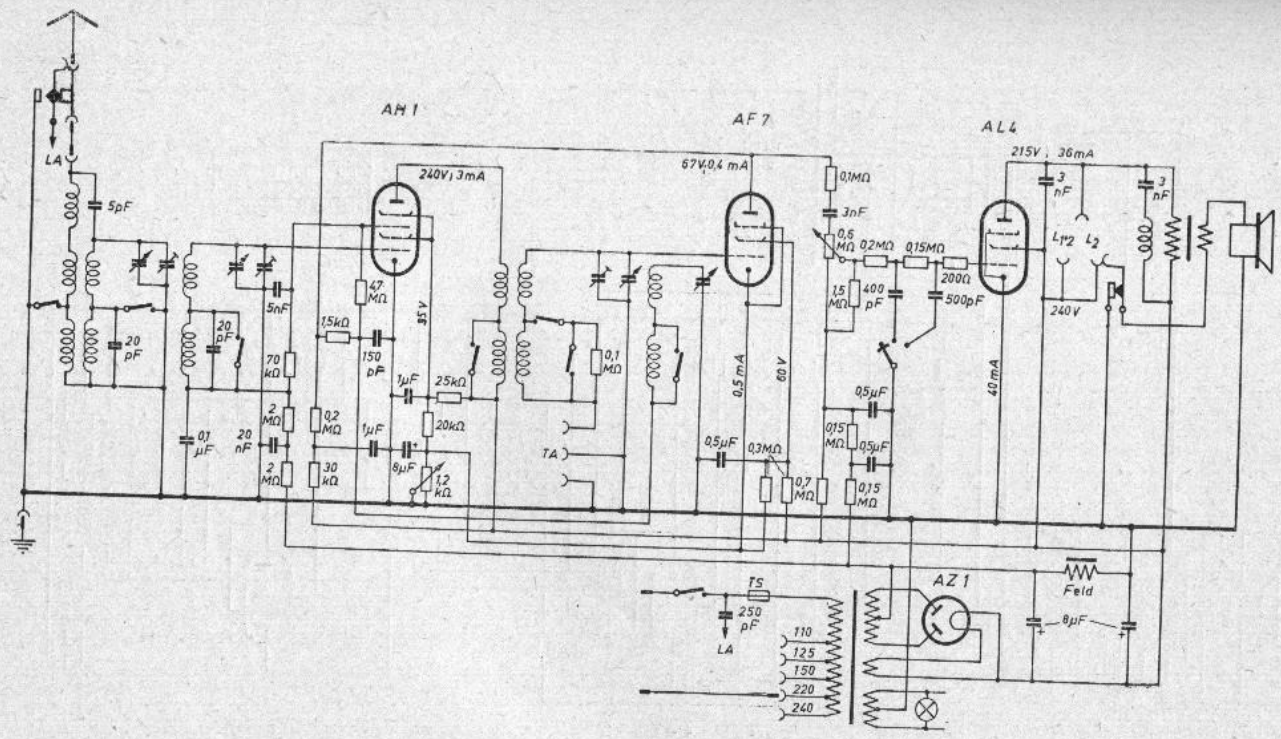 AH 1
AF 7
AL 4
LA
5pF
240V; 3mA
67V; 0,4 mA
215V; 36mA
0,1MΩ
3nF
0,6 MΩ
0,2MΩ
0,15MΩ
200Ω
3 nF
L1*2
L2
3 nF
240V
5nF
4,7 MΩ
95V
1,5 MΩ
400 pF
500pF
20 pF
20 pF
70 kΩ
1,5kΩ
150 pF
1µF
25kΩ
0,1 MΩ
0,5 mA
60 V
40 mA
0,1 µF
2 MΩ
20 nF
2 MΩ
0,2 MΩ
30 kΩ
1µF
8µF
+
20kΩ
1,2 kΩ
TA
0,5µF
0,3MΩ
0,7 MΩ
0,15 MΩ
0,5µF
0,5µF
0,15 MΩ
TS
250 pF
LA
110
125
150
220
240
AZ 1
Feld
8µF
+
+